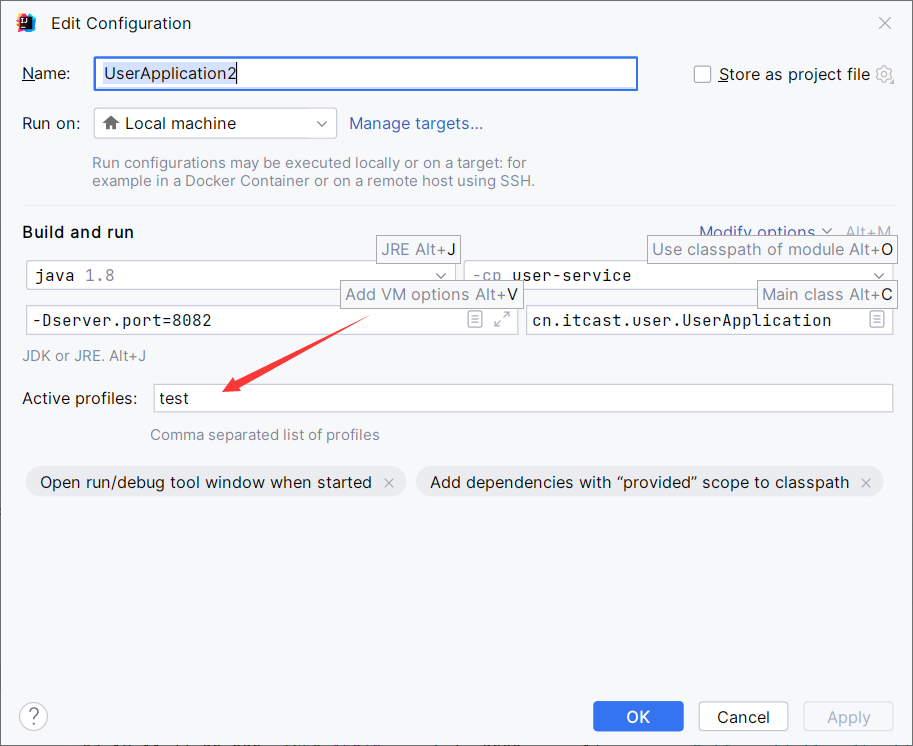 Edit Configuration
Name: UserApplication2 Store as project file
Run on: Local machine Manage targets...
Run configurations may be executed locally or on a target: for
example in a Docker Container or on a remote host using SSH.
Build and run Modify options Alt+M
JRE Alt+J Use classpath of module Alt+O
java 1.8 -cp user-service
Add VM options Alt+V Main class Alt+C
-Dserver.port=8082 cn.itcast.user.UserApplication
JDK or JRE. Alt+J
Active profiles: test
Comma separated list of profiles
Open run/debug tool window when started × Add dependencies with “provided” scope to classpath ×
? OK Cancel Apply